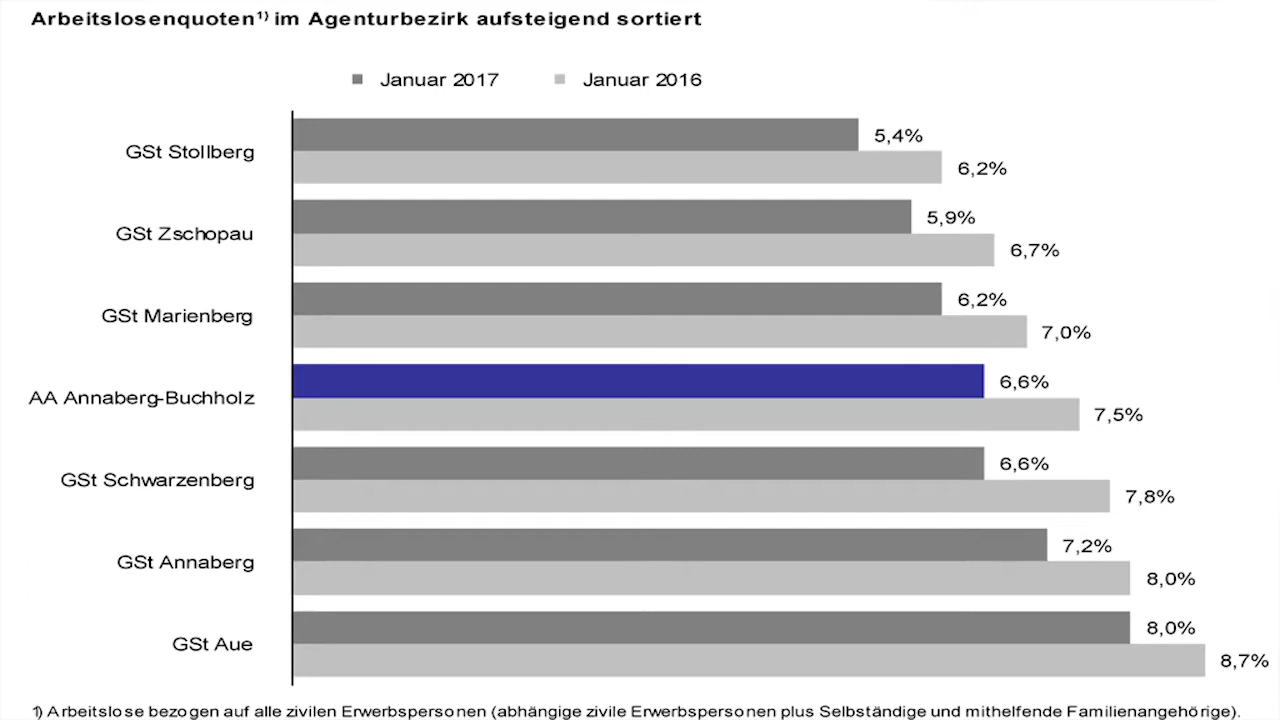 Arbeitslosenquoten¹⁾ im Agenturbezirk aufsteigend sortiert
Januar 2017 Januar 2016
GSt Stollberg 5,4%
6,2%
GSt Zschopau 5,9%
6,7%
GSt Marienberg 6,2%
7,0%
AA Annaberg-Buchholz 6,6%
7,5%
GSt Schwarzenberg 6,6%
7,8%
GSt Annaberg 7,2%
8,0%
GSt Aue 8,0%
8,7%
1) Arbeitslose bezogen auf alle zivilen Erwerbspersonen (abhängige zivile Erwerbspersonen plus Selbständige und mithelfende Familienangehörige).